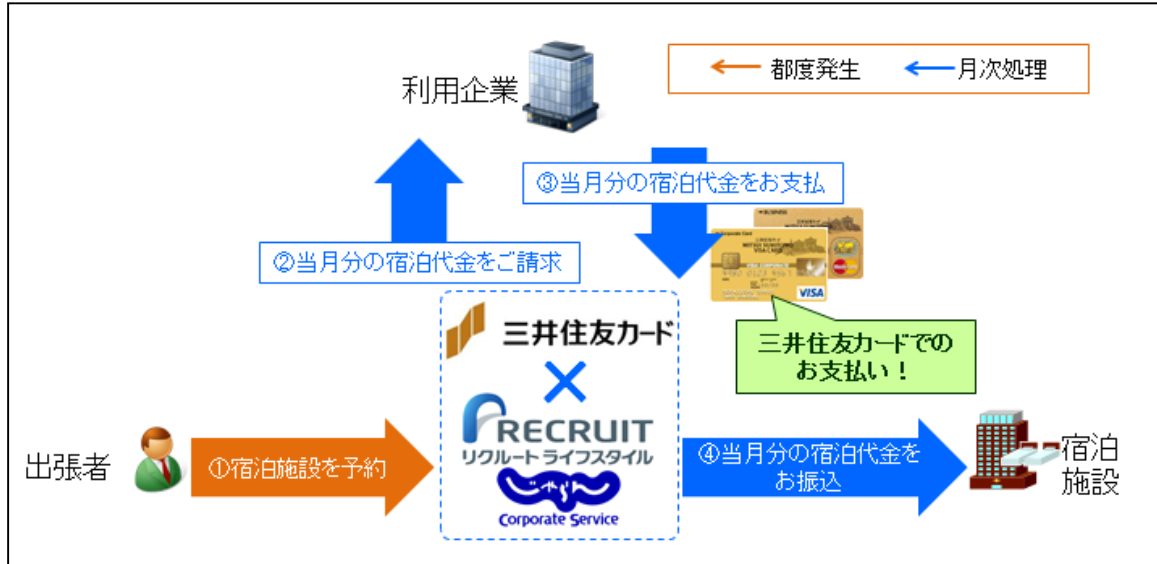 利用企業
都度発生
月次処理
③当月分の宿泊代金をお支払
②当月分の宿泊代金をご請求
BUSINESS
Corporate Card
VISA
MasterCard
三井住友カード
三井住友カードでの
お支払い！
×
RECRUIT
リクルート ライフスタイル
じゃらん
Corporate Service
出張者
①宿泊施設を予約
④当月分の宿泊代金を
お振込
宿泊
施設